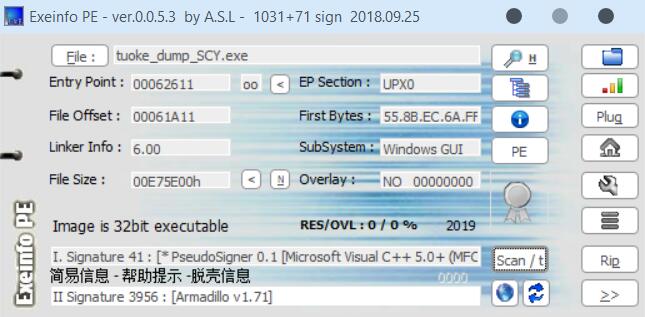 Exeinfo PE - ver.0.0.5.3 by A.S.L - 1031+71 sign 2018.09.25
File : tuoke_dump_SCY.exe H
Entry Point : 00062611 oo < EP Section : UPX0
File Offset : 00061A11 First Bytes : 55.8B.EC.6A.FF Plug
Linker Info : 6.00 SubSystem : Windows GUI PE
File Size : 00E75E00h < N Overlay : NO 00000000
Image is 32bit executable RES/OVL : 0 / 0 % 2019
Exeinfo PE
I. Signature 41 : [* PseudoSigner 0.1 [Microsoft Visual C++ 5.0+ (MFC Scan / t Rip
简易信息 - 帮助提示 -脱壳信息 0000
II Signature 3956 : [Armadillo v1.71] >>